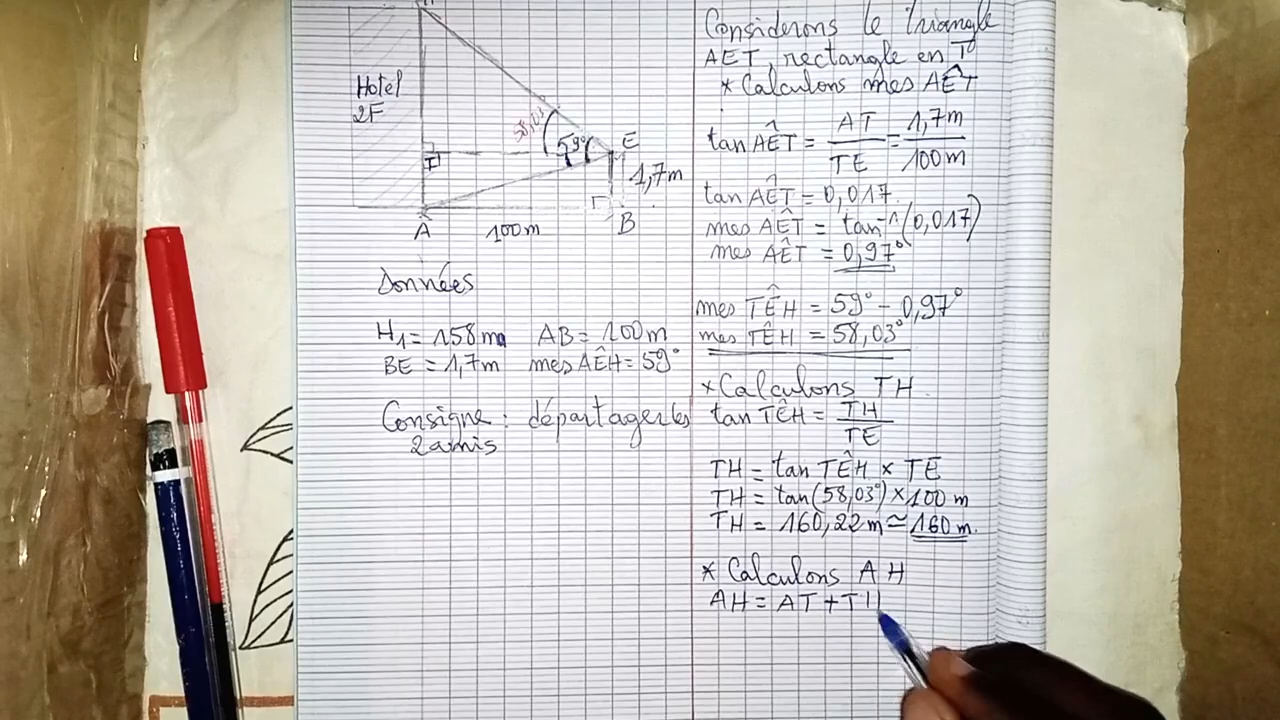 Hotel
2F
58,03
59°
E
T
1,7m
A
100m
B
Données
H1 = 158m AB = 100m
BE = 1,7m mes AÊH = 59°
Consigne : départager les
2 amis
Considerons le triangle
AET, rectangle en T
* Calculons mes AÊT
tan AÊT = AT/TE = 1,7m/100m
tan AÊT = 0,017
mes AÊT = tan⁻¹(0,017)
mes AÊT = 0,97°
mes TÊH = 59° - 0,97°
mes TÊH = 58,03°
* Calculons TH
tan TÊH = TH/TE
TH = tan TÊH × TE
TH = tan(58,03°) × 100 m
TH = 160,22m ≃ 160 m.
* Calculons AH
AH = AT + TH